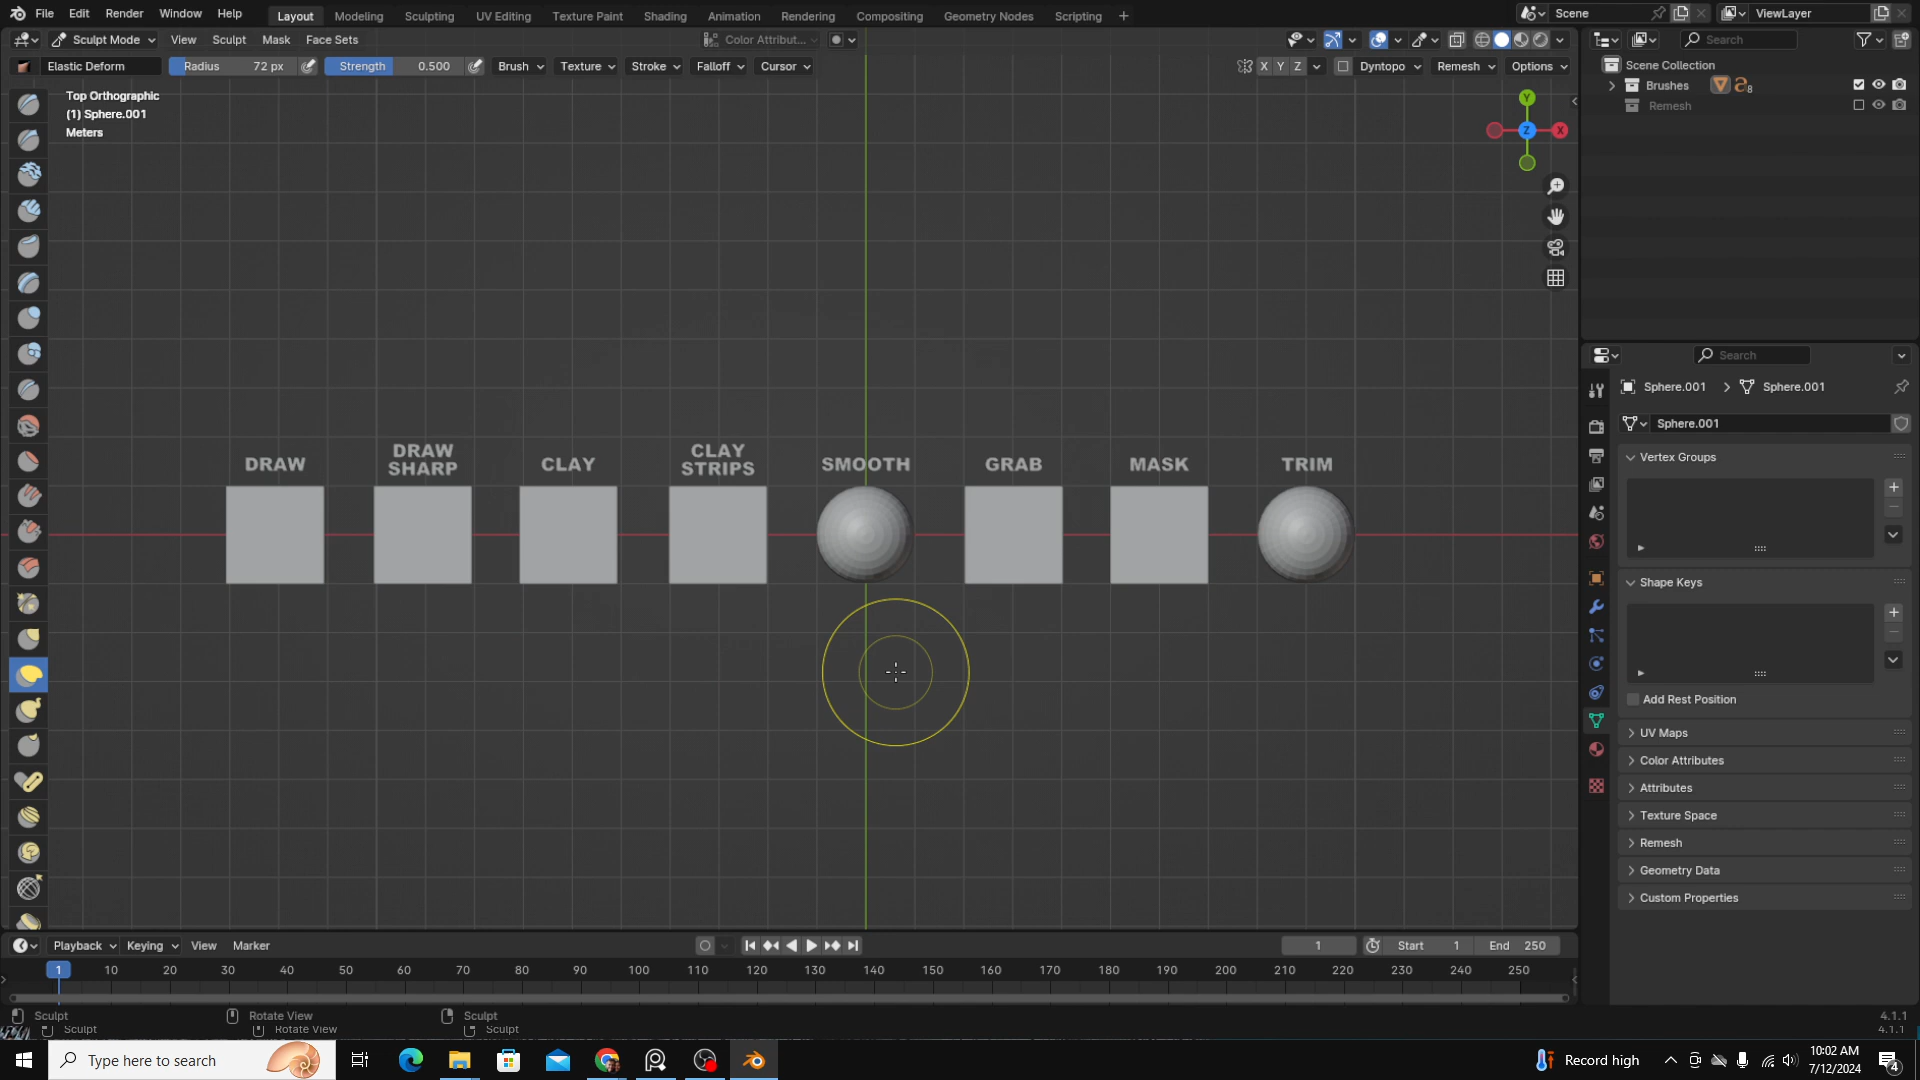 File Edit Render Window Help Layout Modeling Sculpting UV Editing Texture Paint Shading Animation Rendering Compositing Geometry Nodes Scripting + Scene ViewLayer
Sculpt Mode View Sculpt Mask Face Sets Color Attribut... Search
Elastic Deform Radius 72 px Strength 0.500 Brush Texture Stroke Falloff Cursor X Y Z Dyntopo Remesh Options
Scene Collection
Brushes 8
Remesh
Top Orthographic
(1) Sphere.001
Meters
Y
Z X
Search
Sphere.001 > Sphere.001
Sphere.001
Vertex Groups
Shape Keys
Add Rest Position
UV Maps
Color Attributes
Attributes
Texture Space
Remesh
Geometry Data
Custom Properties
DRAW
DRAW
SHARP
CLAY
CLAY
STRIPS
SMOOTH
GRAB
MASK
TRIM
Playback Keying View Marker 1 Start 1 End 250
1 10 20 30 40 50 60 70 80 90 100 110 120 130 140 150 160 170 180 190 200 210 220 230 240 250
Sculpt Rotate View Sculpt 4.1.1
Sculpt Rotate View Sculpt 4.1.1
Type here to search Record high 10:02 AM
7/12/2024 4